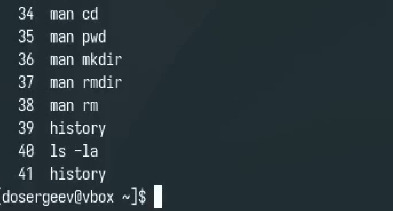 34 man cd
35 man pwd
36 man mkdir
37 man rmdir
38 man rm
39 history
40 ls -la
41 history
[dosergeev@vbox ~]$